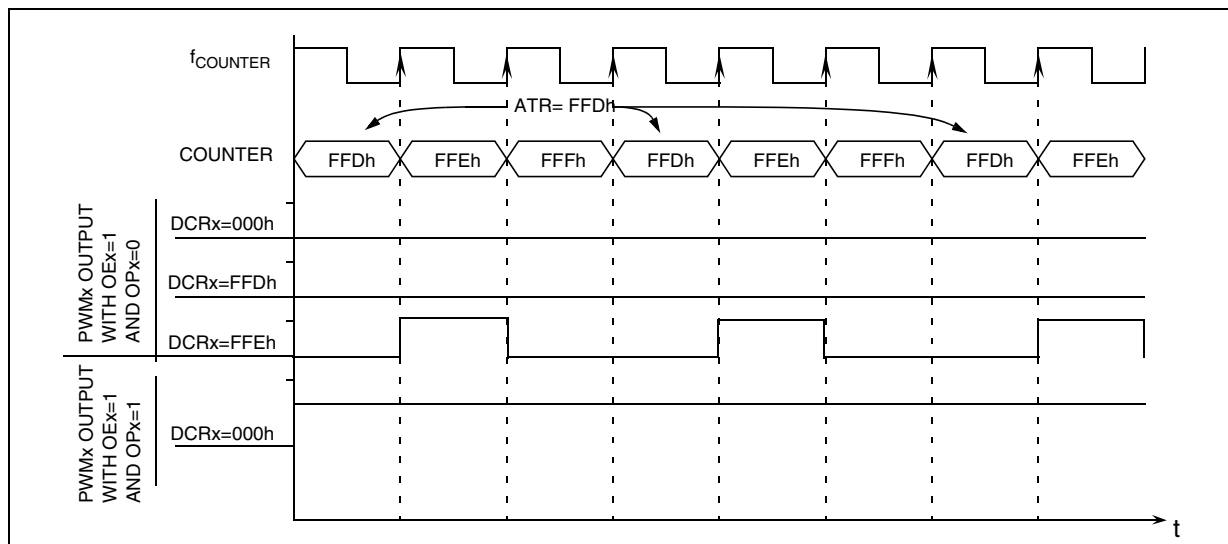 fCOUNTER
ATR= FFDh
COUNTER
FFDh FFEh FFFh FFDh FFEh FFFh FFDh FFEh
PWMx OUTPUT
WITH OEx=1
AND OPx=0
DCRx=000h
DCRx=FFDh
DCRx=FFEh
PWMx OUTPUT
WITH OEx=1
AND OPx=1
DCRx=000h
t